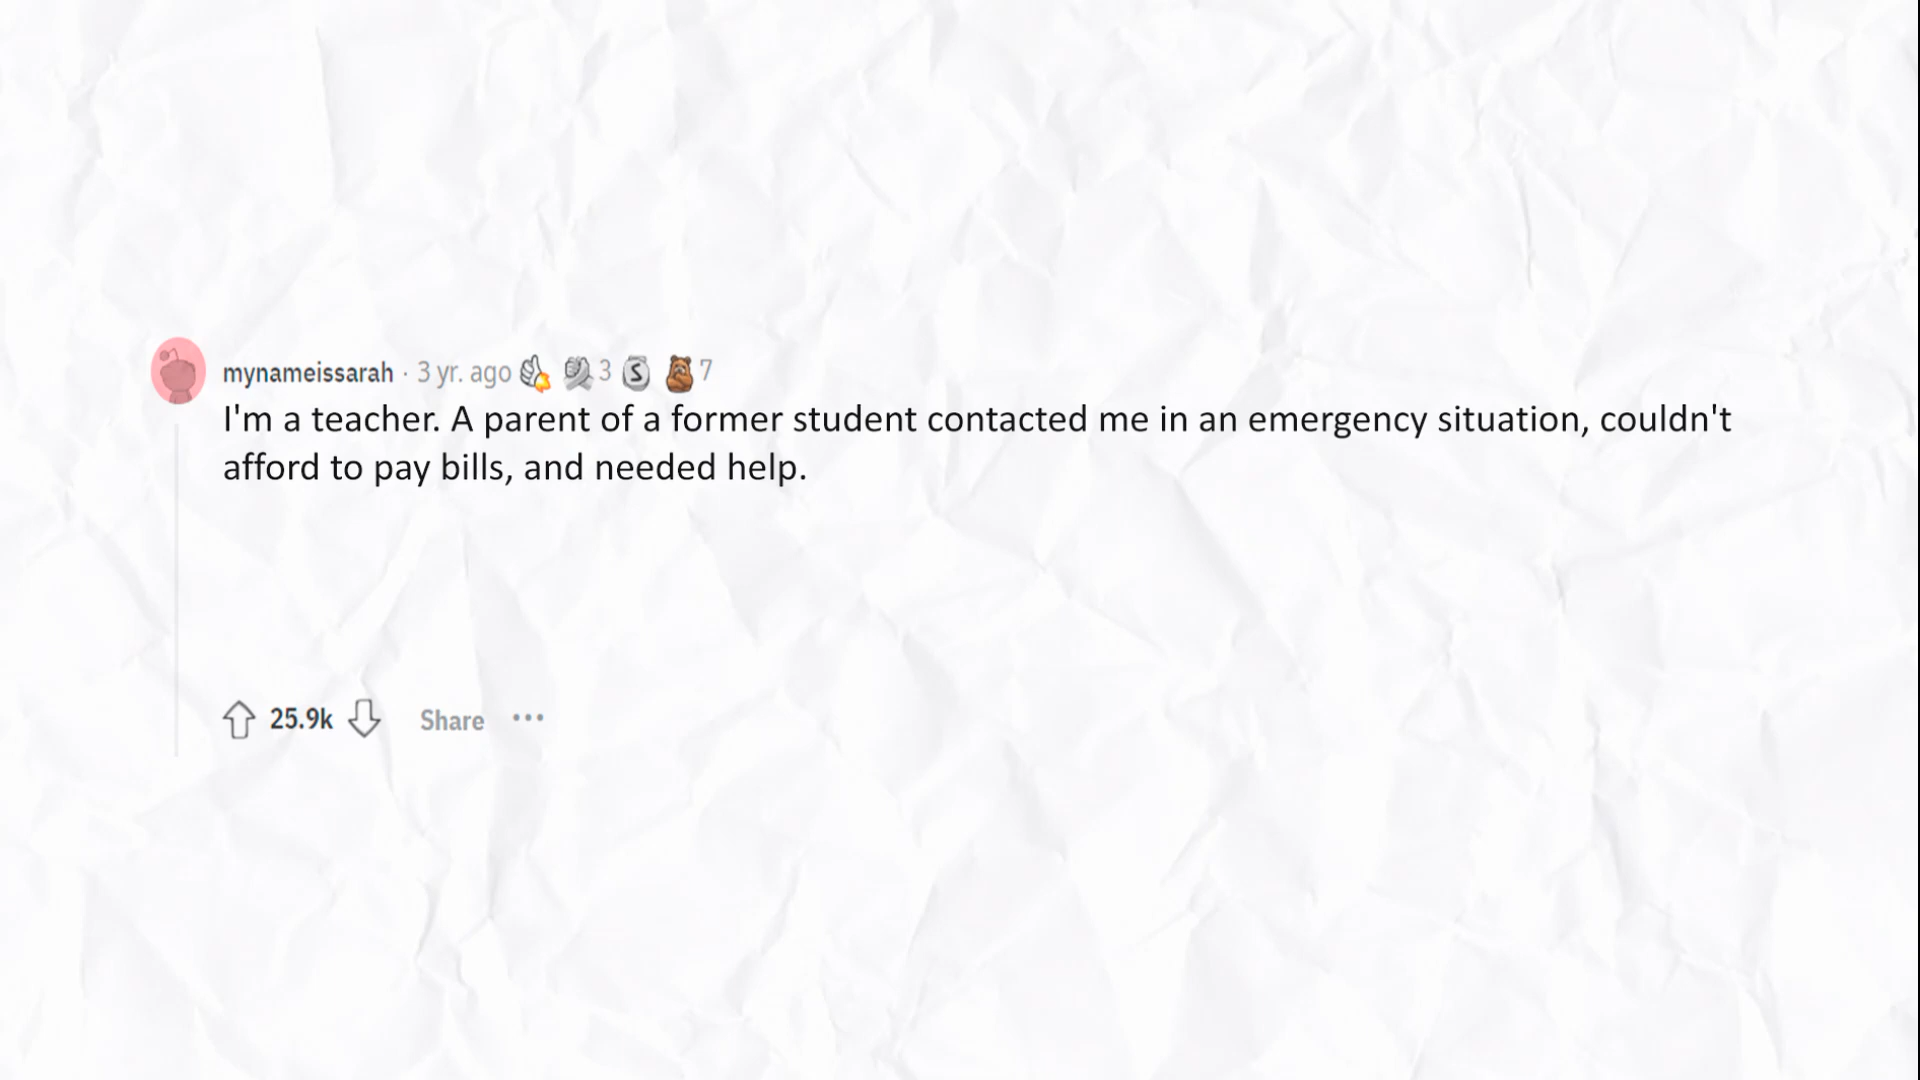 mynameissarah · 3 yr. ago 3 S 7
I'm a teacher. A parent of a former student contacted me in an emergency situation, couldn't
afford to pay bills, and needed help.
25.9k Share ···